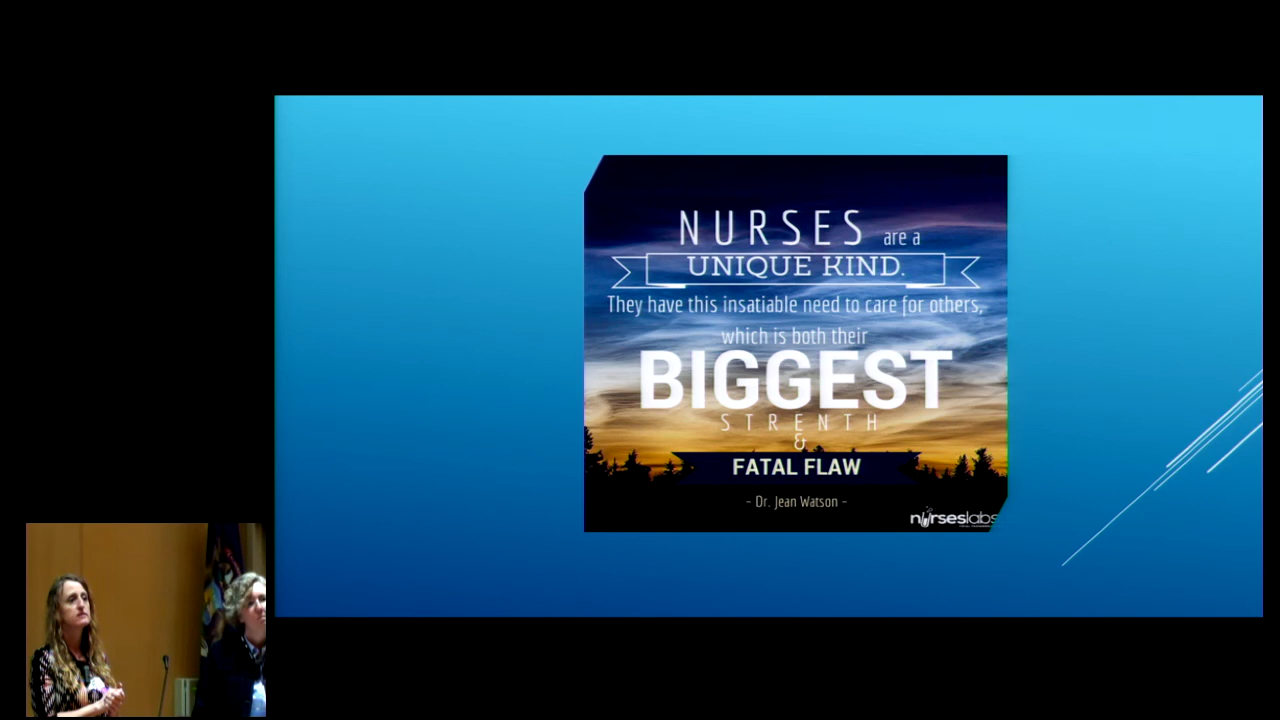 NURSES are a
UNIQUE KIND.
They have this insatiable need to care for others,
which is both their
BIGGEST
STRENTH
&
FATAL FLAW
- Dr. Jean Watson -
nurseslabs